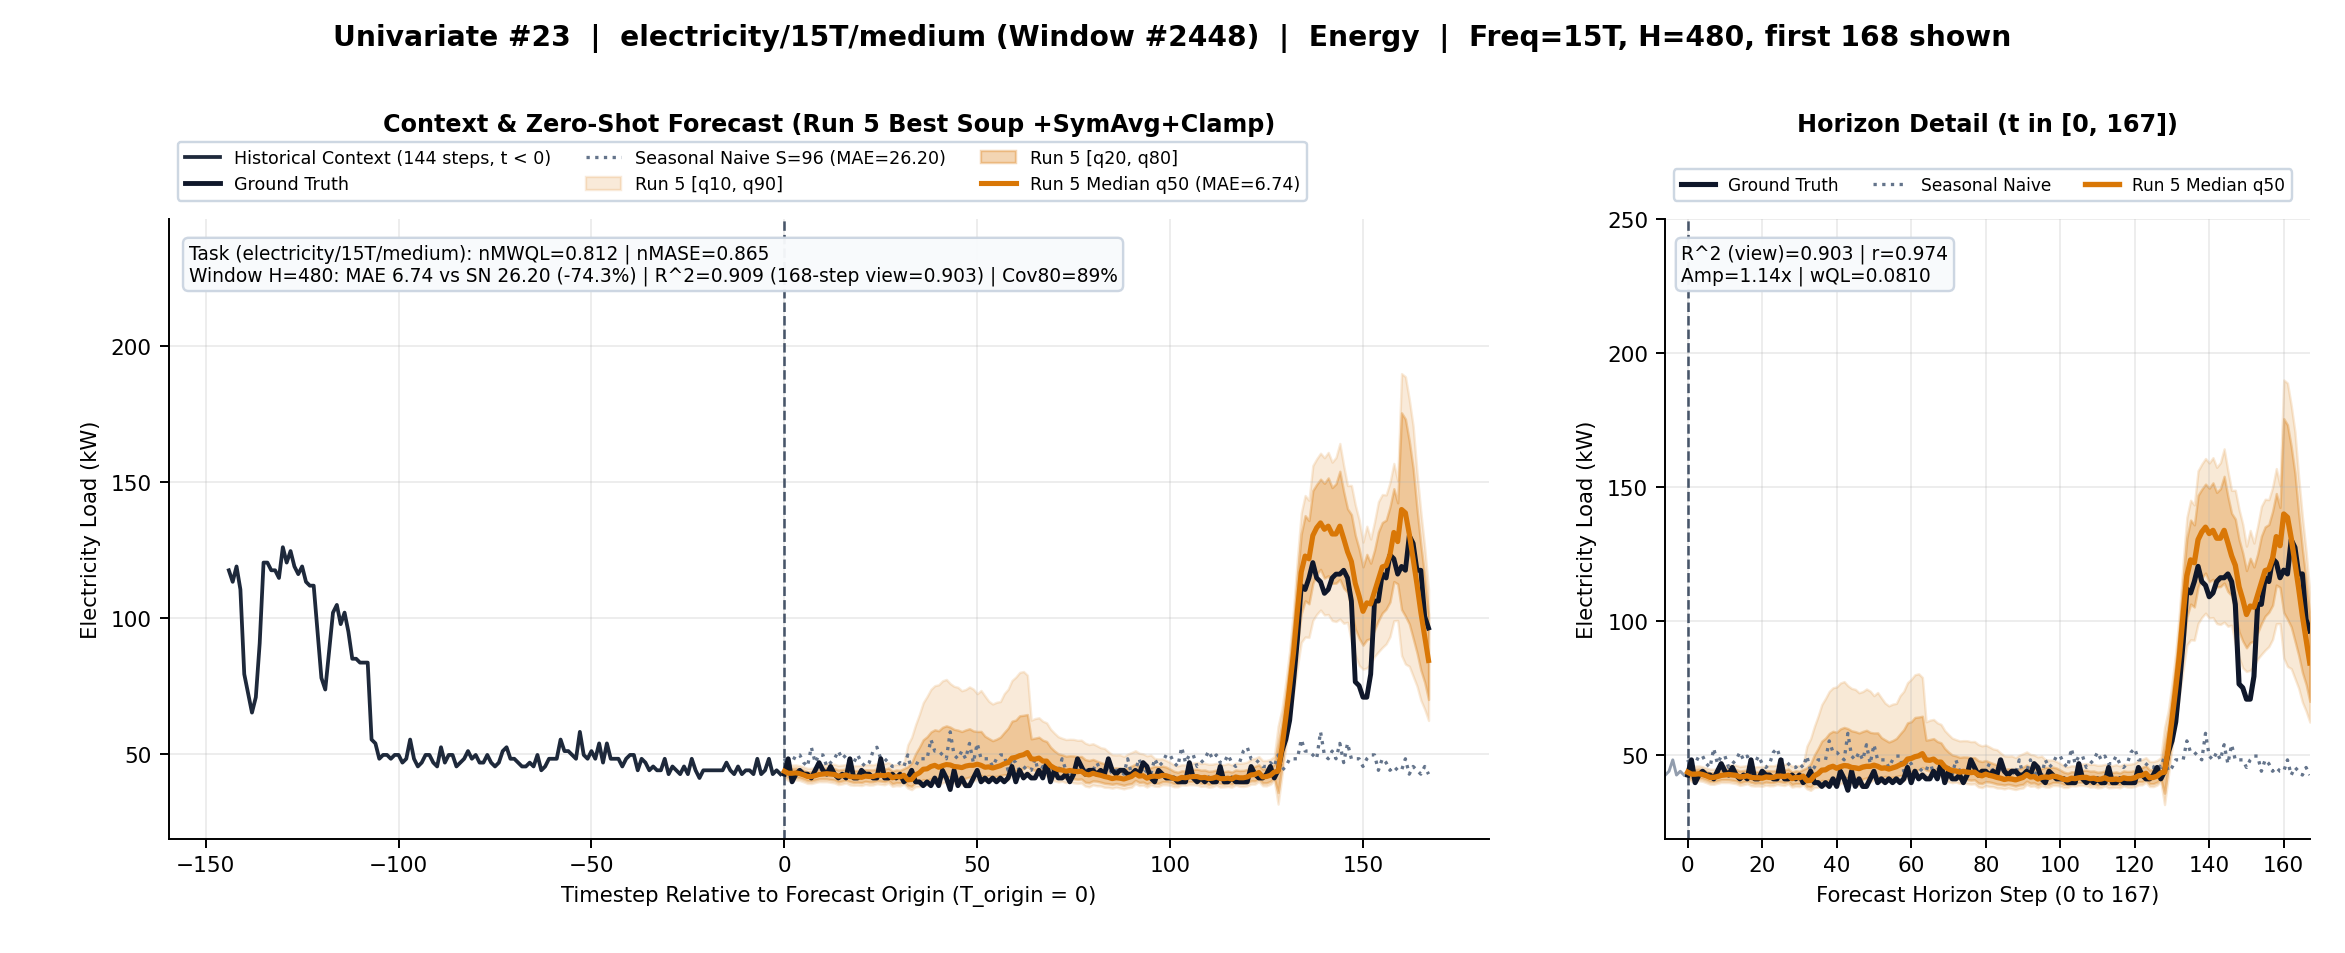 Univariate #23 | electricity/15T/medium (Window #2448) | Energy | Freq=15T, H=480, first 168 shown
Context & Zero-Shot Forecast (Run 5 Best Soup +SymAvg+Clamp)
Historical Context (144 steps, t < 0)
Ground Truth
Seasonal Naive S=96 (MAE=26.20)
Run 5 [q10, q90]
Run 5 [q20, q80]
Run 5 Median q50 (MAE=6.74)
Task (electricity/15T/medium): nMWQL=0.812 | nMASE=0.865
Window H=480: MAE 6.74 vs SN 26.20 (-74.3%) | R^2=0.909 (168-step view=0.903) | Cov80=89%
Electricity Load (kW)
200
150
100
50
−150
−100
−50
0
50
100
150
Timestep Relative to Forecast Origin (T_origin = 0)
Horizon Detail (t in [0, 167])
Ground Truth
Seasonal Naive
Run 5 Median q50
R^2 (view)=0.903 | r=0.974
Amp=1.14x | wQL=0.0810
Electricity Load (kW)
250
200
150
100
50
0
20
40
60
80
100
120
140
160
Forecast Horizon Step (0 to 167)